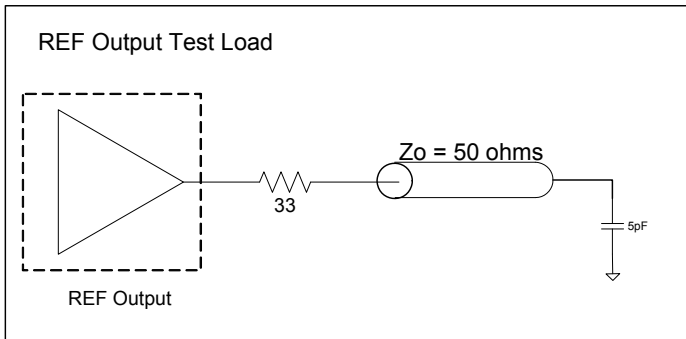 REF Output Test Load
Zo = 50 ohms
33
5pF
REF Output